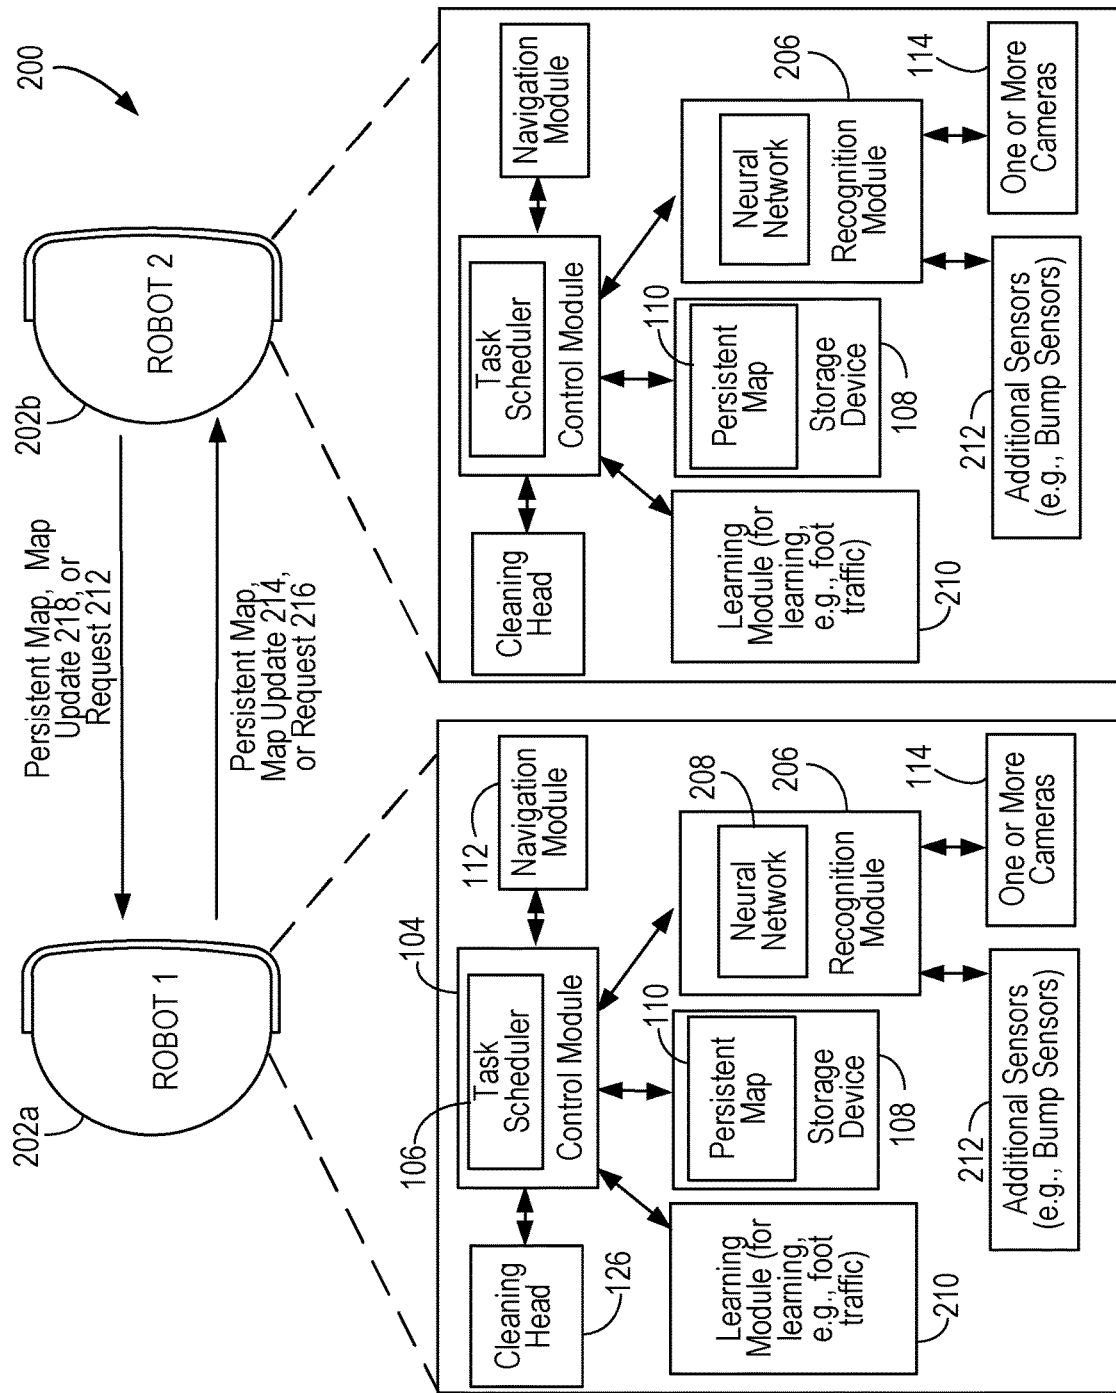 200
202a
ROBOT 1
Persistent Map, Map
Update 218, or
Request 212
Persistent Map,
Map Update 214,
or Request 216
202b
ROBOT 2
106
104
112
Cleaning
Head
126
Task
Scheduler
Control Module
Navigation
Module
Learning
Module (for
learning,
e.g., foot
traffic)
210
110
Persistent
Map
Storage
Device
108
208
Neural
Network
Recognition
Module
206
212
Additional Sensors
(e.g., Bump Sensors)
114
One or More
Cameras
Cleaning
Head
Task
Scheduler
Control Module
Navigation
Module
Learning
Module (for
learning,
e.g., foot
traffic)
210
110
Persistent
Map
Storage
Device
108
Neural
Network
Recognition
Module
206
212
Additional Sensors
(e.g., Bump Sensors)
114
One or More
Cameras